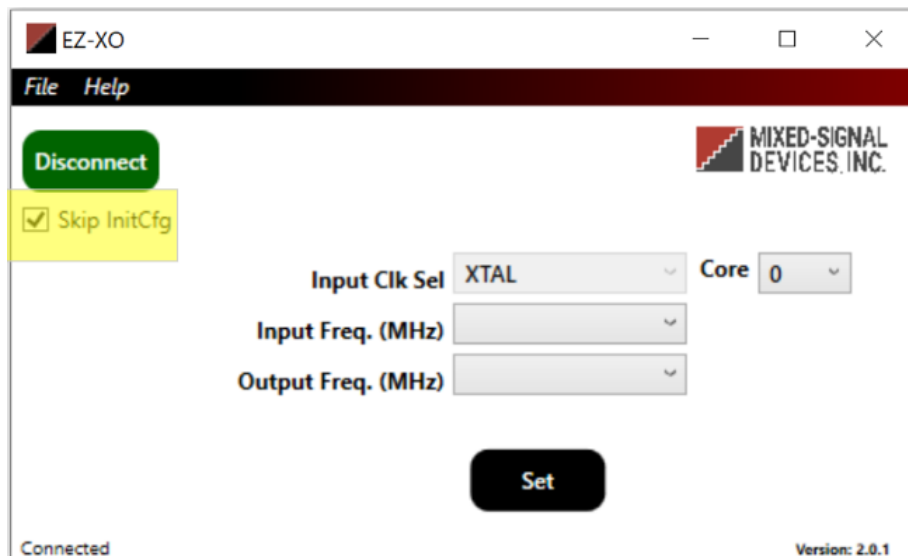 EZ-XO
File Help
Disconnect
MIXED-SIGNAL
DEVICES, INC.
Skip InitCfg
Input Clk Sel XTAL Core 0
Input Freq. (MHz)
Output Freq. (MHz)
Set
Connected Version: 2.0.1